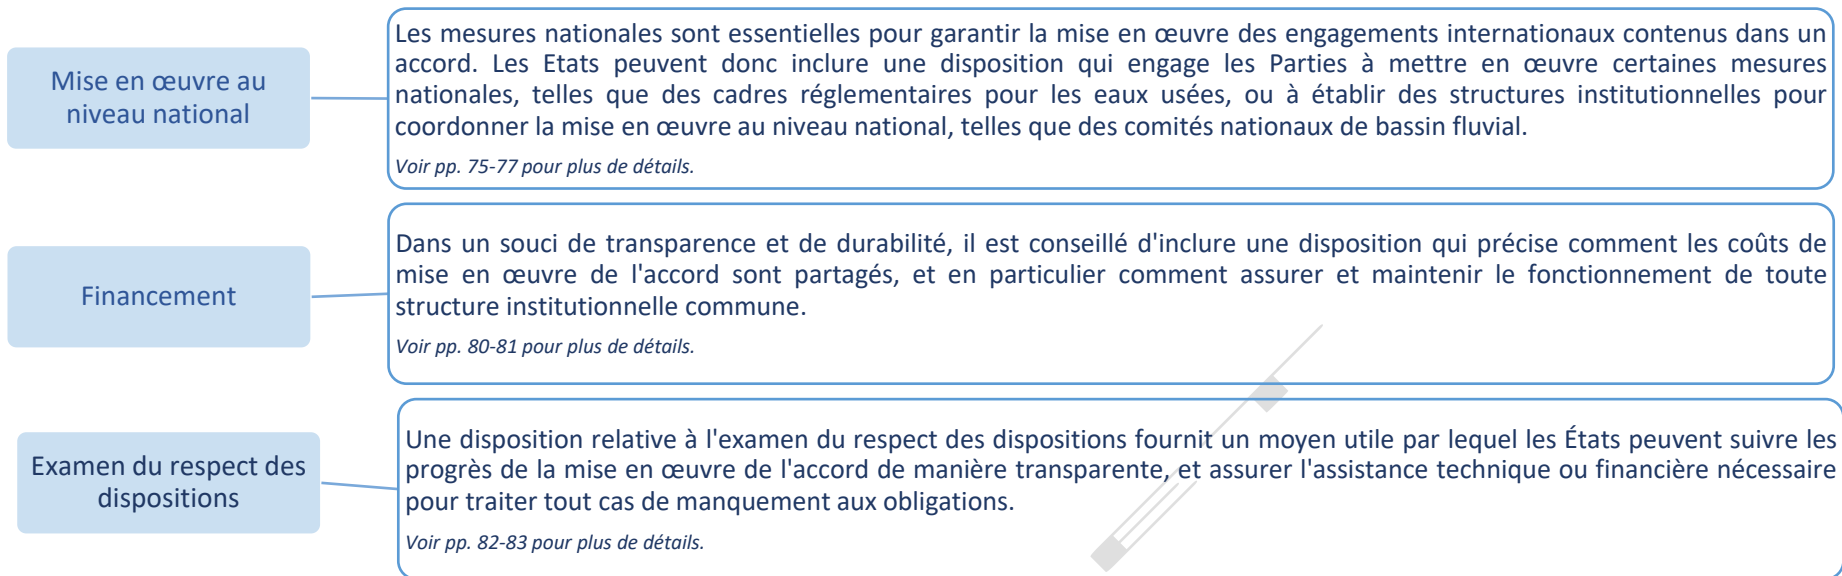 Mise en œuvre au
niveau national
Les mesures nationales sont essentielles pour garantir la mise en œuvre des engagements internationaux contenus dans un
accord. Les Etats peuvent donc inclure une disposition qui engage les Parties à mettre en œuvre certaines mesures
nationales, telles que des cadres réglementaires pour les eaux usées, ou à établir des structures institutionnelles pour
coordonner la mise en œuvre au niveau national, telles que des comités nationaux de bassin fluvial.
Voir pp. 75-77 pour plus de détails.
Financement
Dans un souci de transparence et de durabilité, il est conseillé d'inclure une disposition qui précise comment les coûts de
mise en œuvre de l'accord sont partagés, et en particulier comment assurer et maintenir le fonctionnement de toute
structure institutionnelle commune.
Voir pp. 80-81 pour plus de détails.
Examen du respect des
dispositions
Une disposition relative à l'examen du respect des dispositions fournit un moyen utile par lequel les États peuvent suivre les
progrès de la mise en œuvre de l'accord de manière transparente, et assurer l'assistance technique ou financière nécessaire
pour traiter tout cas de manquement aux obligations.
Voir pp. 82-83 pour plus de détails.